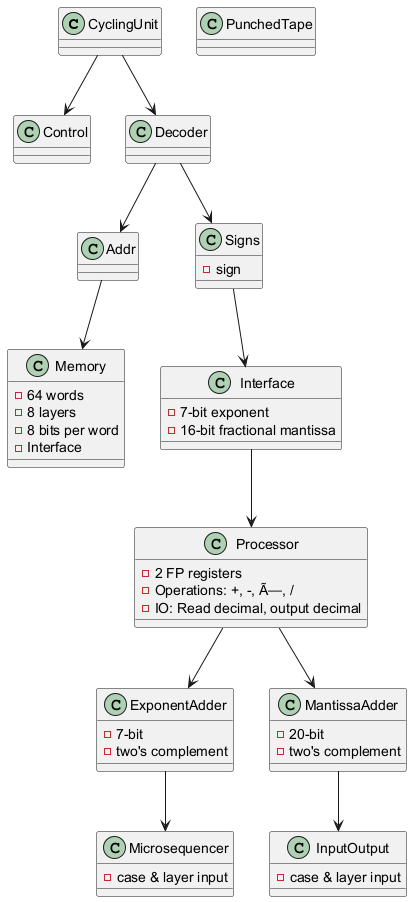 C CyclingUnit
C PunchedTape
C Control
C Decoder
C Addr
C Signs
sign
C Memory
64 words
8 layers
8 bits per word
Interface
C Interface
7-bit exponent
16-bit fractional mantissa
C Processor
2 FP registers
Operations: +, -, Ã—, /
IO: Read decimal, output decimal
C ExponentAdder
7-bit
two's complement
C MantissaAdder
20-bit
two's complement
C Microsequencer
case & layer input
C InputOutput
case & layer input